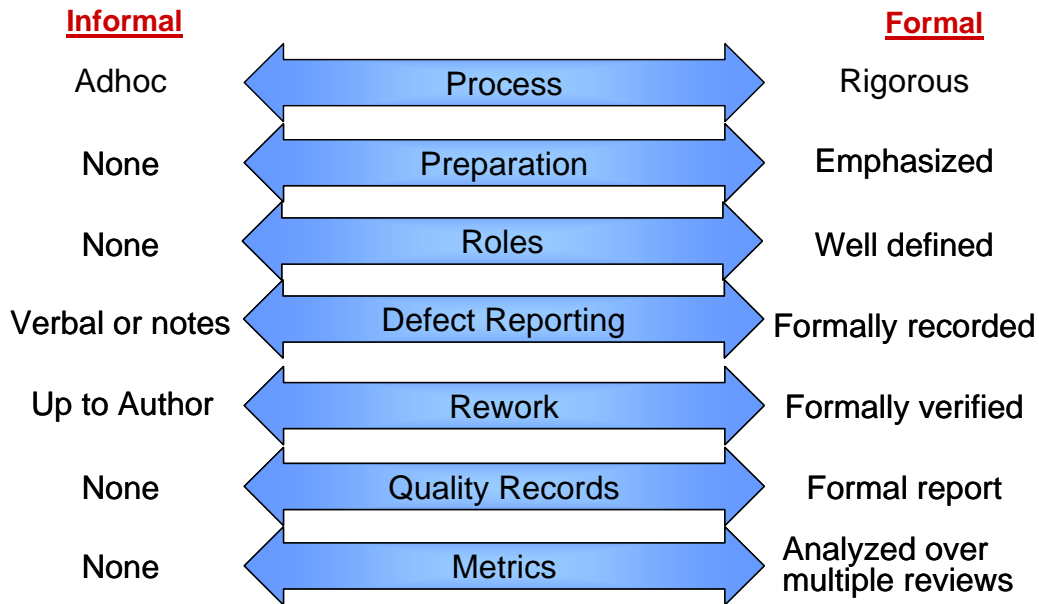 Informal Formal
Adhoc Process Rigorous
None Preparation Emphasized
None Roles Well defined
Verbal or notes Defect Reporting Formally recorded
Up to Author Rework Formally verified
None Quality Records Formal report
None Metrics Analyzed over
multiple reviews